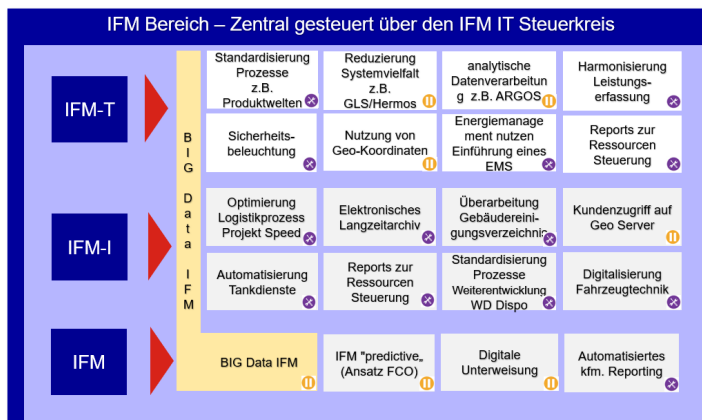 IFM Bereich – Zentral gesteuert über den IFM IT Steuerkreis
IFM-T
BIG Data IFM
Standardisierung
Prozesse
z.B.
Produktwelten
Reduzierung
Systemvielfalt
z.B.
GLS/Hermos
analytische
Datenverarbeitun
g z.B. ARGOS
Harmonisierung
Leistungs-
erfassung
Sicherheits-
beleuchtung
Nutzung von
Geo-Koordinaten
Energiemanage
ment nutzen
Einführung eines
EMS
Reports zur
Ressourcen
Steuerung
IFM-I
Optimierung
Logistikprozess
Projekt Speed
Elektronisches
Langzeitarchiv
Überarbeitung
Gebäudereini-
gungsverzeichnis
Kundenzugriff auf
Geo Server
Automatisierung
Tankdienste
Reports zur
Ressourcen
Steuerung
Standardisierung
Prozesse
Weiterentwicklung
WD Dispo
Digitalisierung
Fahrzeugtechnik
IFM
BIG Data IFM
IFM "predictive„
(Ansatz FCO)
Digitale
Unterweisung
Automatisiertes
kfm. Reporting